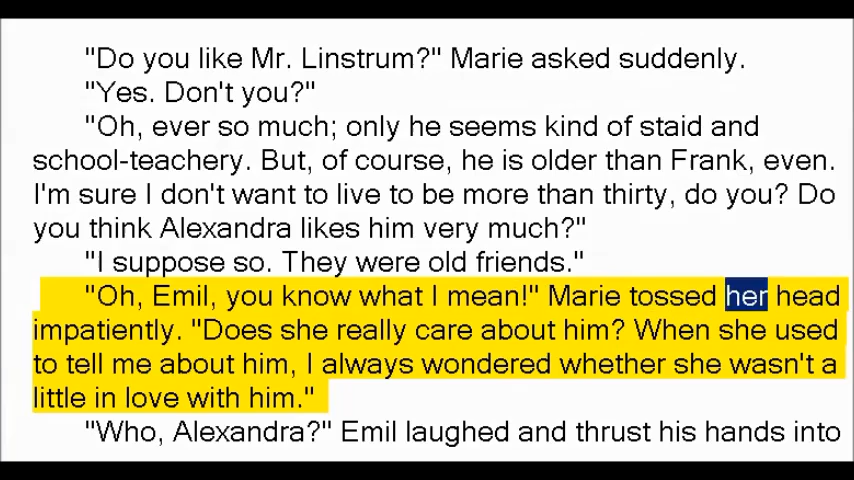 "Do you like Mr. Linstrum?" Marie asked suddenly.
"Yes. Don't you?"
"Oh, ever so much; only he seems kind of staid and
school-teachery. But, of course, he is older than Frank, even.
I'm sure I don't want to live to be more than thirty, do you? Do
you think Alexandra likes him very much?"
"I suppose so. They were old friends."
"Oh, Emil, you know what I mean!" Marie tossed her head
impatiently. "Does she really care about him? When she used
to tell me about him, I always wondered whether she wasn't a
little in love with him."
"Who, Alexandra?" Emil laughed and thrust his hands into